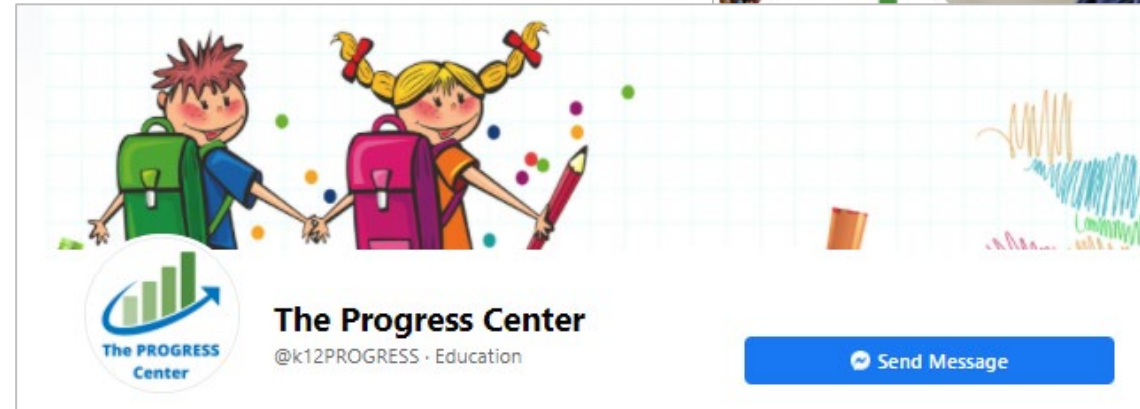 The PROGRESS
Center
The Progress Center
@k12PROGRESS · Education
Send Message